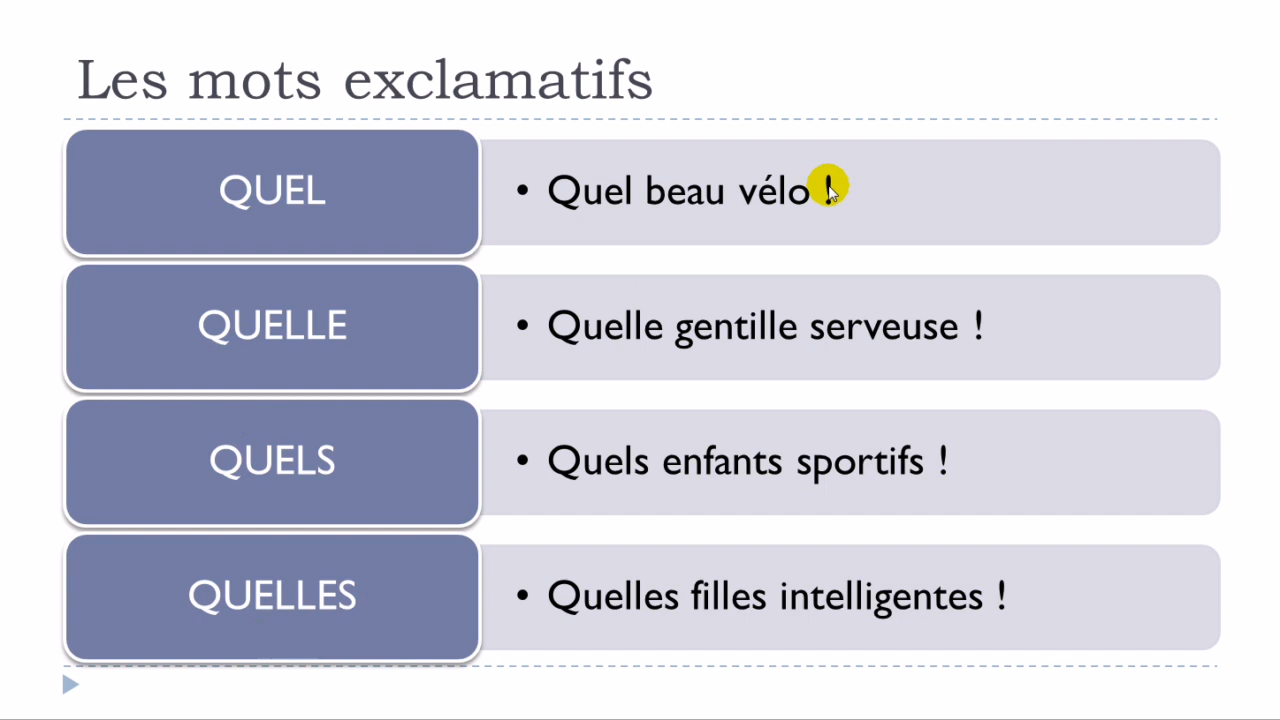 Les mots exclamatifs
QUEL
• Quel beau vélo !
QUELLE
• Quelle gentille serveuse !
QUELS
• Quels enfants sportifs !
QUELLES
• Quelles filles intelligentes !